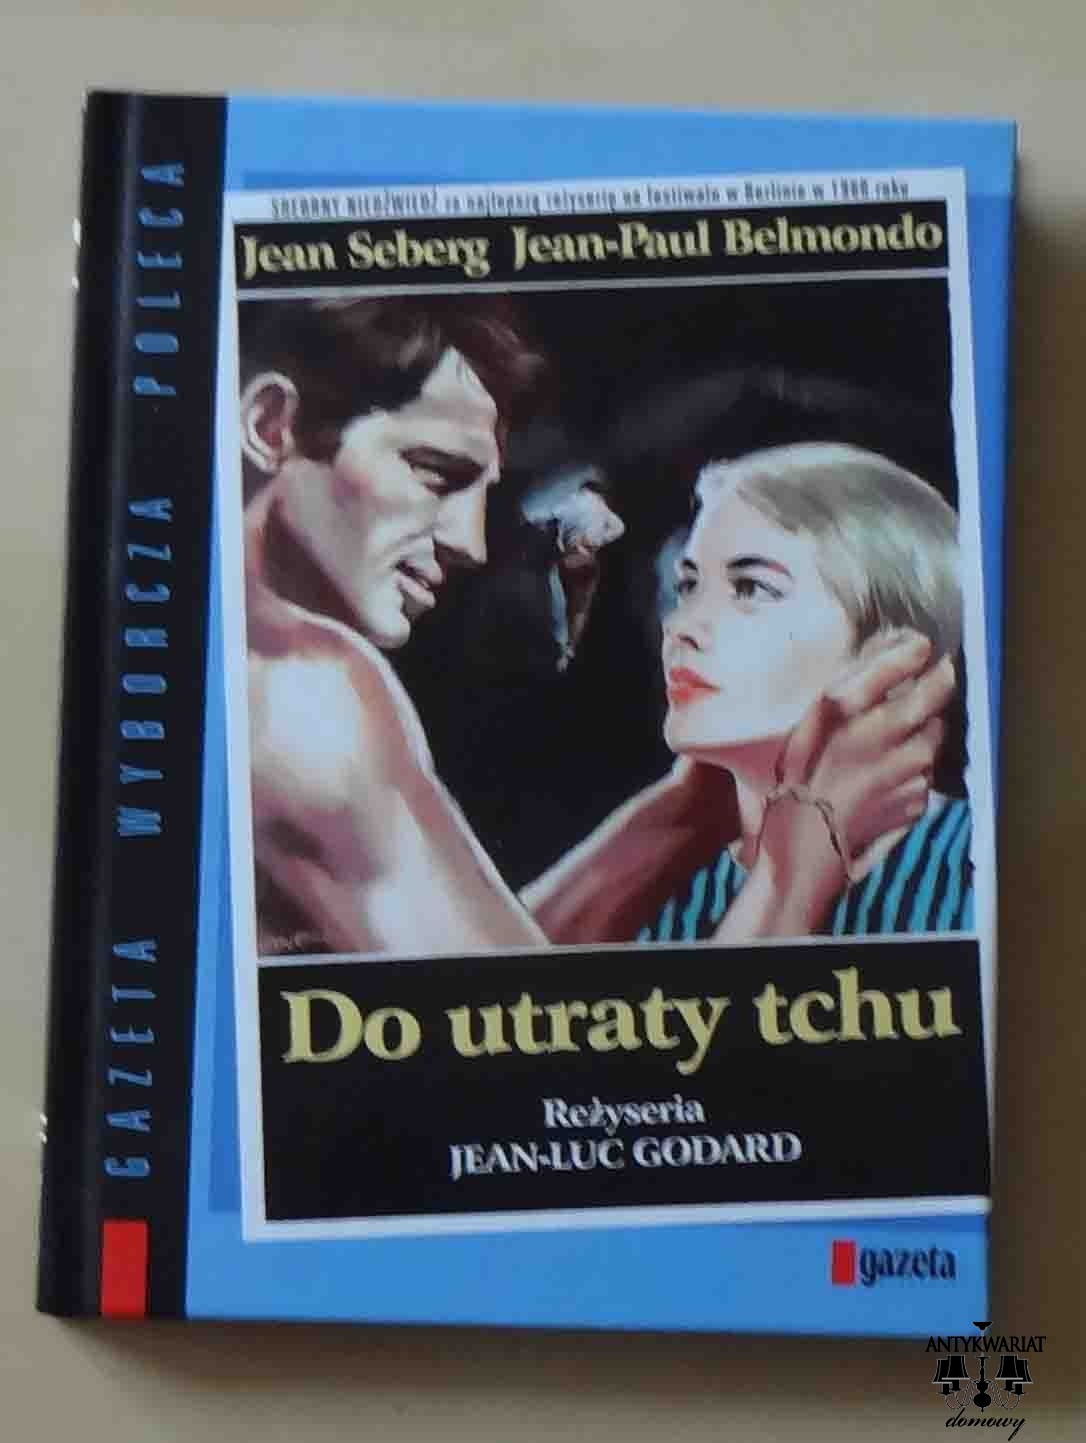 GAZETA WYBORCZA POLECA
SREBRNY NIEDŹWIEDŹ za najlepszą reżyserię na festiwalu w Berlinie w 1960 roku
Jean Seberg Jean-Paul Belmondo
Do utraty tchu
Reżyseria
JEAN-LUC GODARD
gazeta
ANTYKWARIAT
domowy